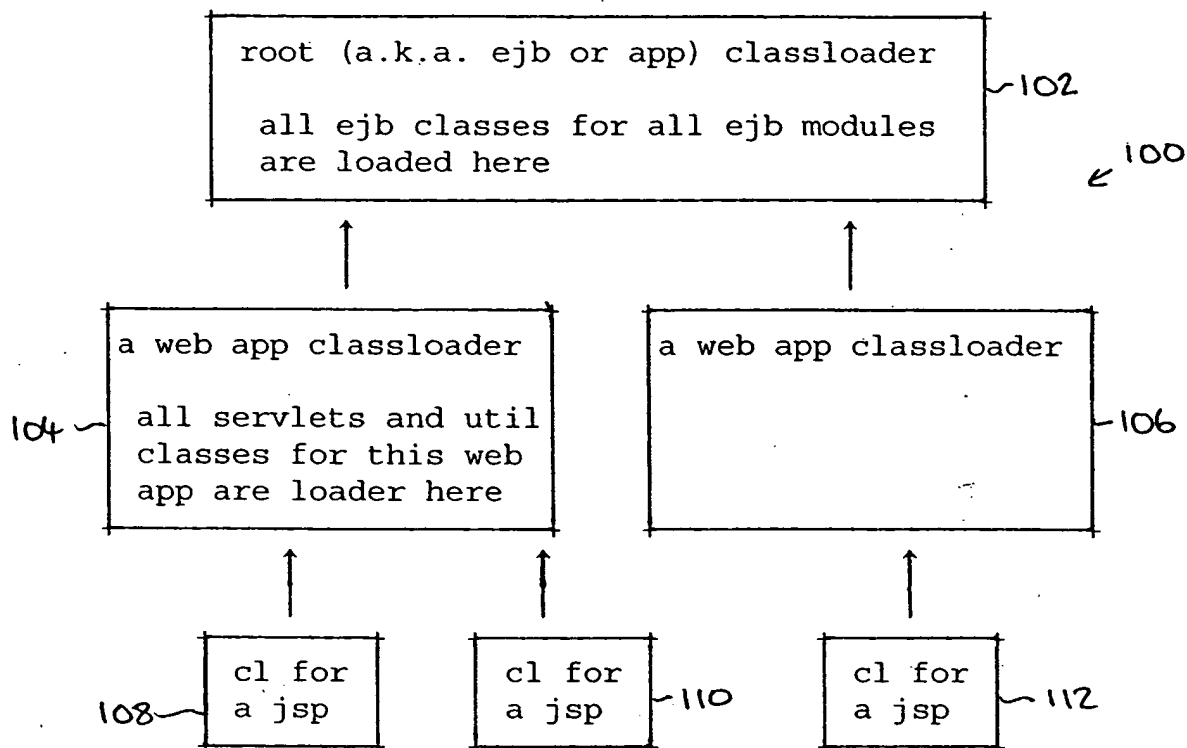 root (a.k.a. ejb or app) classloader
102
all ejb classes for all ejb modules
are loaded here
100
a web app classloader
all servlets and util
classes for this web
app are loader here
104
a web app classloader
106
cl for
a jsp
108
cl for
a jsp
110
cl for
a jsp
112